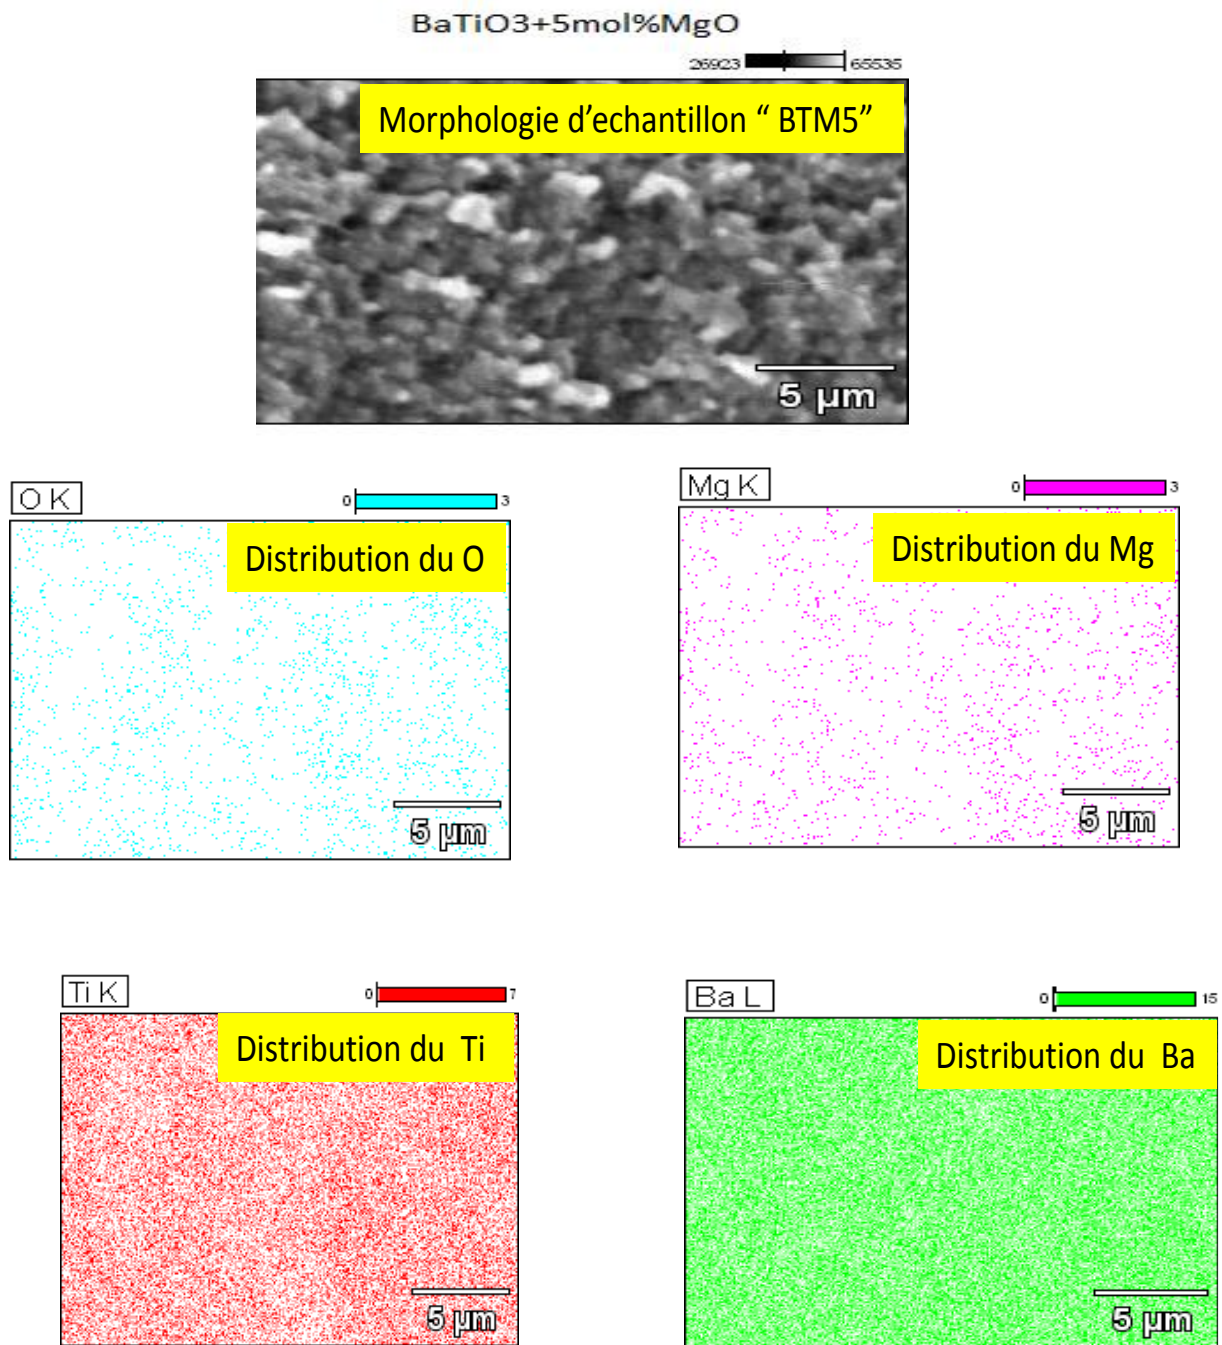 BaTiO3+5mol%MgO
26923 65535
Morphologie d'echantillon “ BTM5”
5 µm
O K
0 3
Distribution du O
5 µm
Mg K
0 3
Distribution du Mg
5 µm
Ti K
0 7
Distribution du Ti
5 µm
Ba L
0 15
Distribution du Ba
5 µm